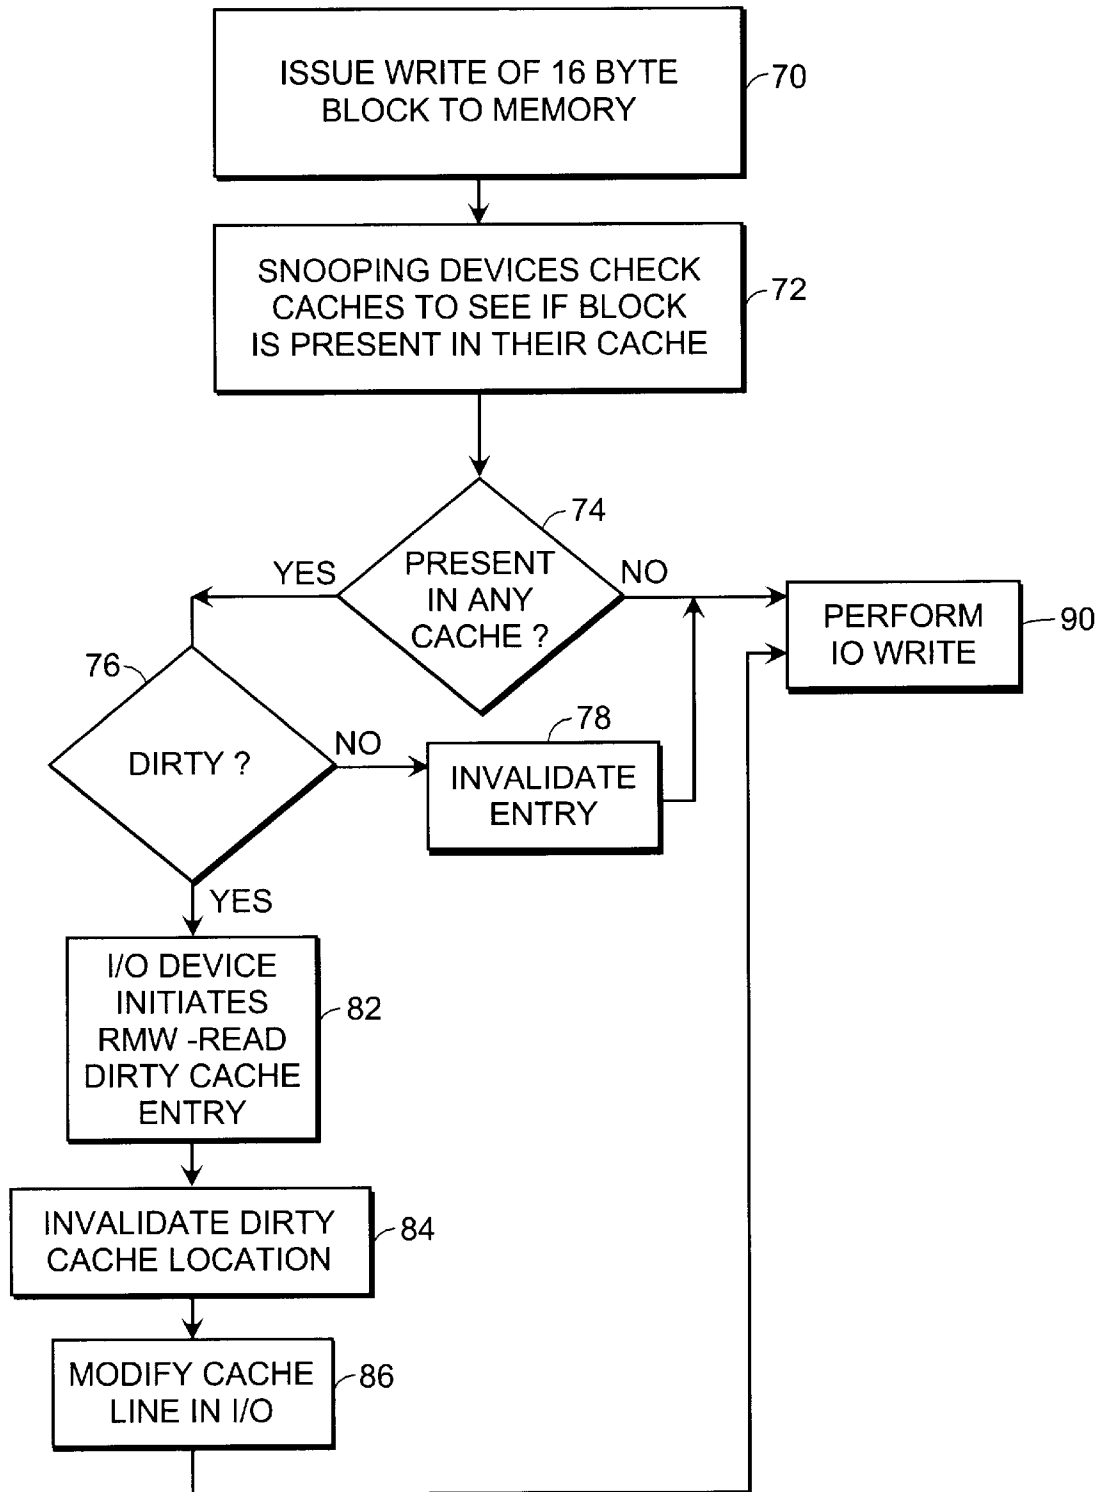 ISSUE WRITE OF 16 BYTE
BLOCK TO MEMORY
70
SNOOPING DEVICES CHECK
CACHES TO SEE IF BLOCK
IS PRESENT IN THEIR CACHE
72
74
PRESENT
IN ANY
CACHE ?
YES
NO
PERFORM
IO WRITE
90
76
DIRTY ?
NO
78
INVALIDATE
ENTRY
YES
I/O DEVICE
INITIATES
RMW -READ
DIRTY CACHE
ENTRY
82
INVALIDATE DIRTY
CACHE LOCATION
84
MODIFY CACHE
LINE IN I/O
86